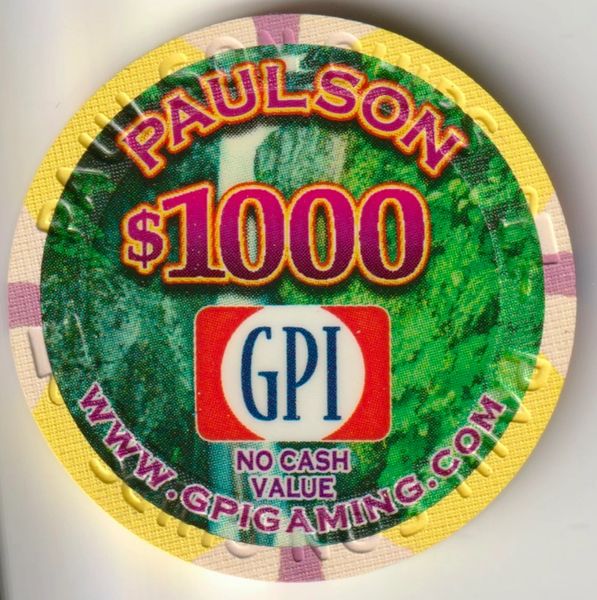 PAULSON
$1000
GPI
NO CASH
VALUE
WWW.GPIGAMING.COM